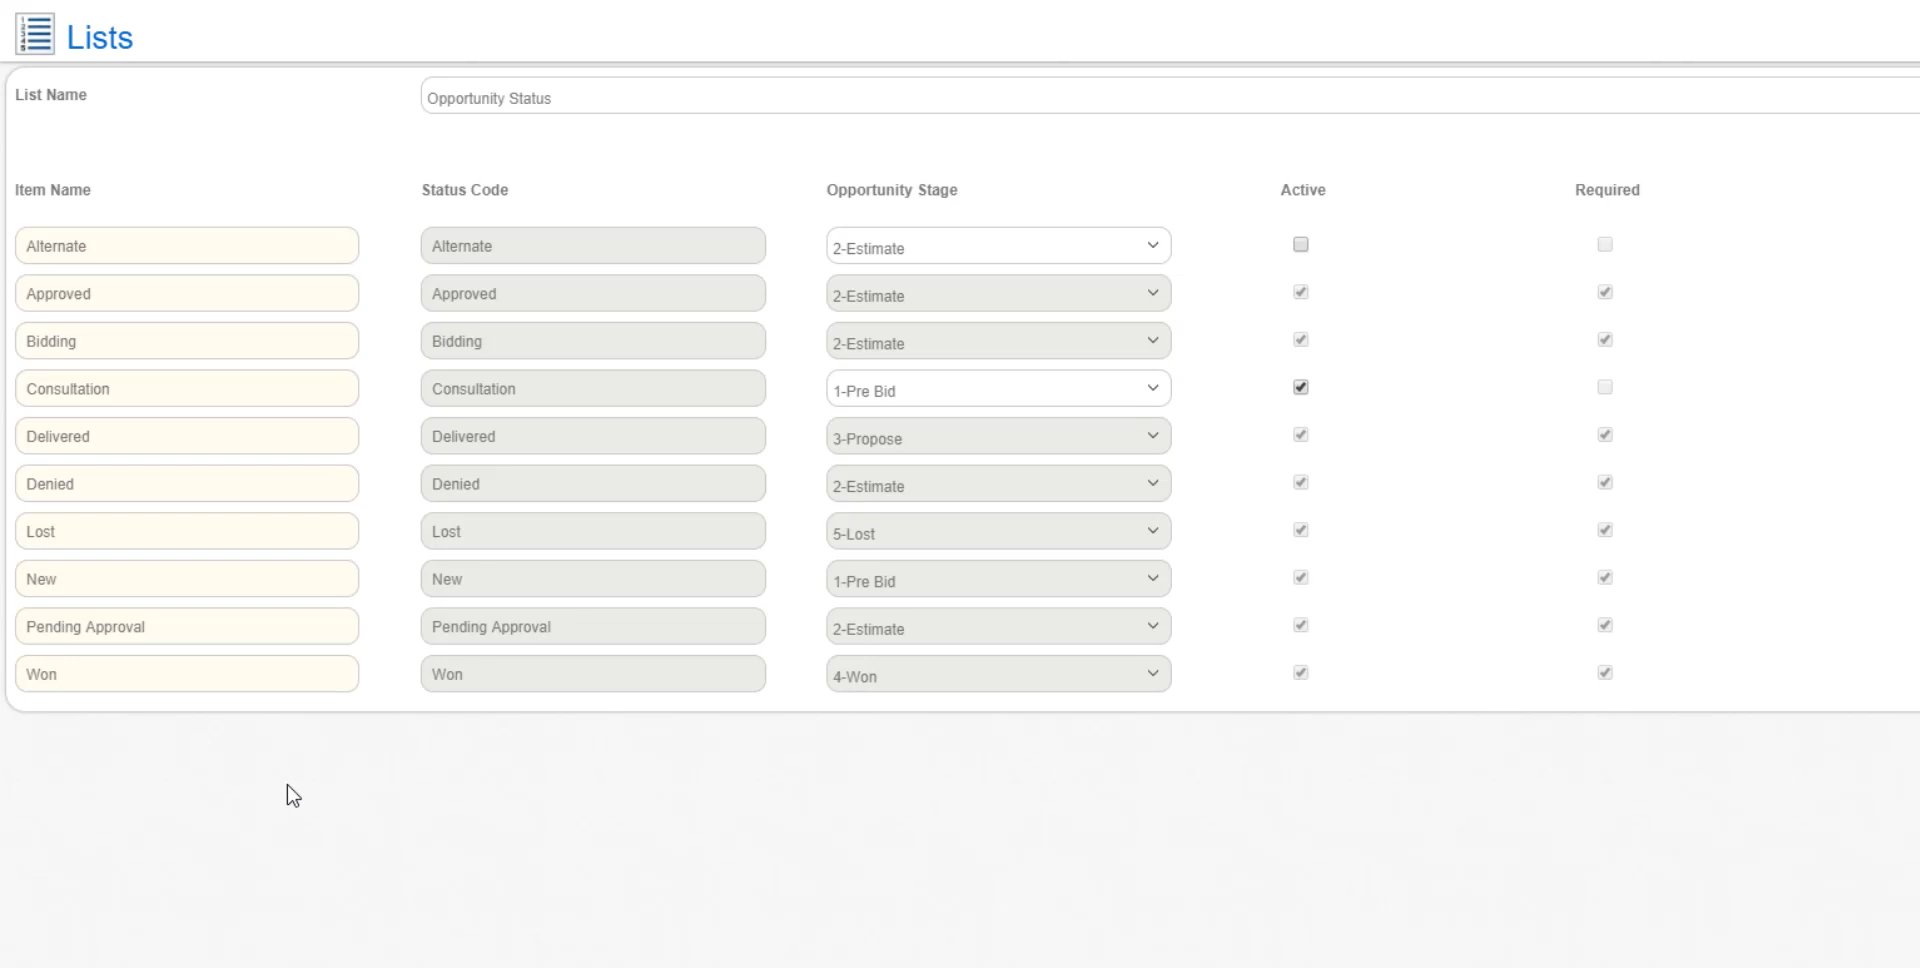 Lists
List Name
Opportunity Status
Item Name Status Code Opportunity Stage Active Required
Alternate Alternate 2-Estimate
Approved Approved 2-Estimate
Bidding Bidding 2-Estimate
Consultation Consultation 1-Pre Bid
Delivered Delivered 3-Propose
Denied Denied 2-Estimate
Lost Lost 5-Lost
New New 1-Pre Bid
Pending Approval Pending Approval 2-Estimate
Won Won 4-Won